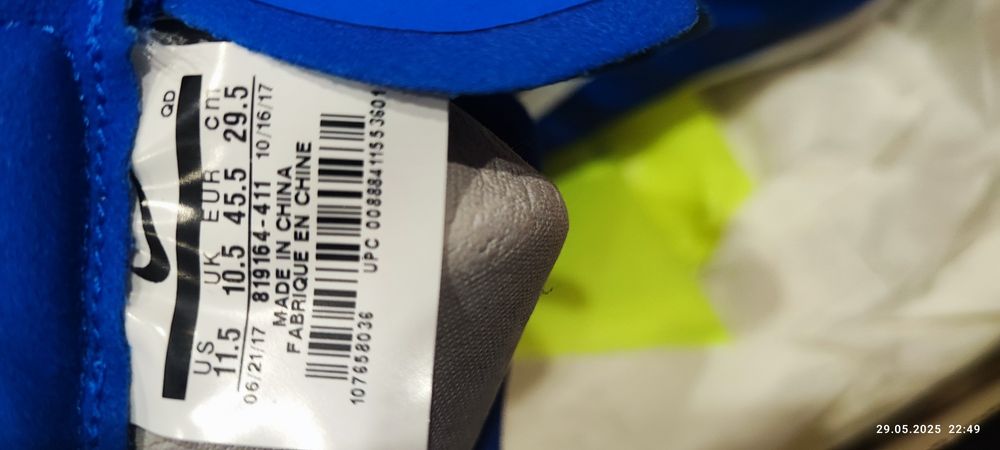 QD
US UK EUR cm
11.5 10.5 45.5 29.5
06/21/17 819164-411 10/16/17
MADE IN CHINA
FABRIQUE EN CHINE
107658036 UPC 00888411553601
29.05.2025 22:49